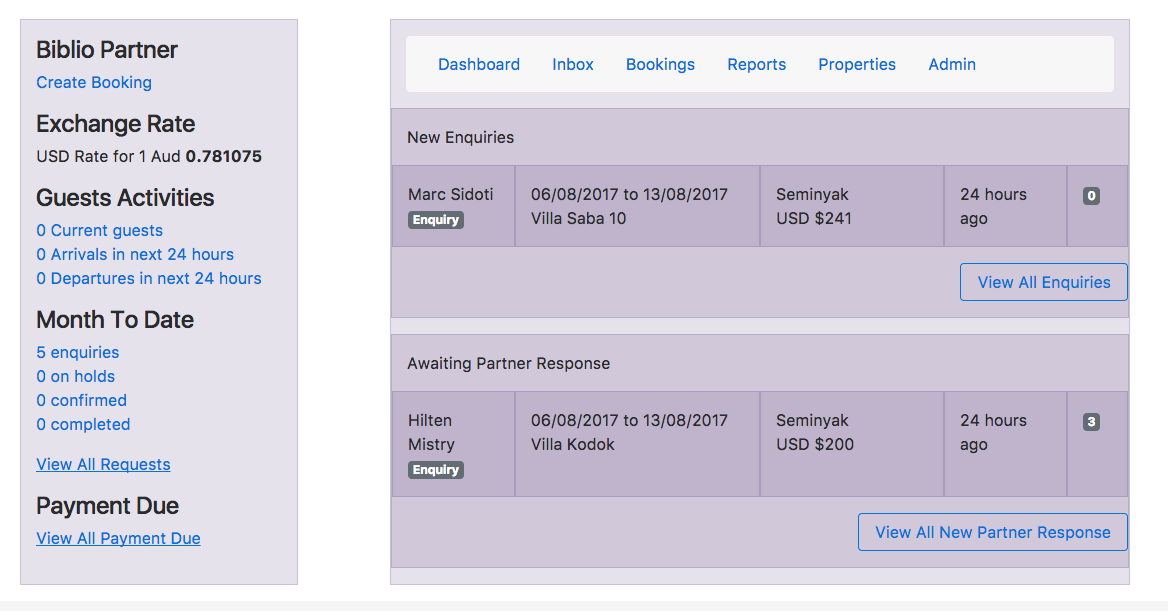 Biblio Partner
Create Booking
Exchange Rate
USD Rate for 1 Aud 0.781075
Guests Activities
0 Current guests
0 Arrivals in next 24 hours
0 Departures in next 24 hours
Month To Date
5 enquiries
0 on holds
0 confirmed
0 completed
View All Requests
Payment Due
View All Payment Due
Dashboard Inbox Bookings Reports Properties Admin
New Enquiries
Marc Sidoti 06/08/2017 to 13/08/2017 Seminyak 24 hours 0
Enquiry Villa Saba 10 USD $241 ago
View All Enquiries
Awaiting Partner Response
Hilten 06/08/2017 to 13/08/2017 Seminyak 24 hours 3
Mistry Villa Kodok USD $200 ago
Enquiry
View All New Partner Response